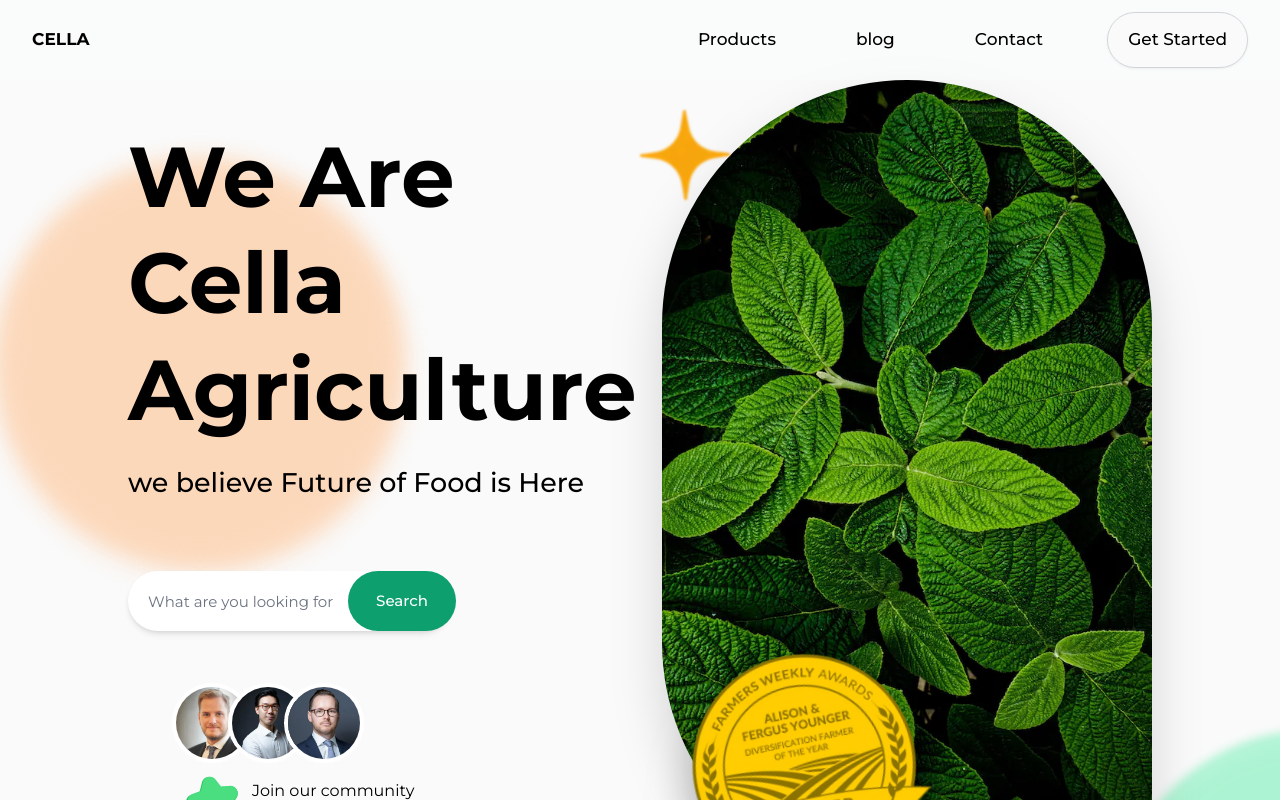 CELLA
Products
blog
Contact
Get Started
We Are
Cella
Agriculture
we believe Future of Food is Here
What are you looking for
Search
FARMERS WEEKLY AWARDS
ALISON &
FERGUS YOUNGER
DIVERSIFICATION FARMER
OF THE YEAR
Join our community